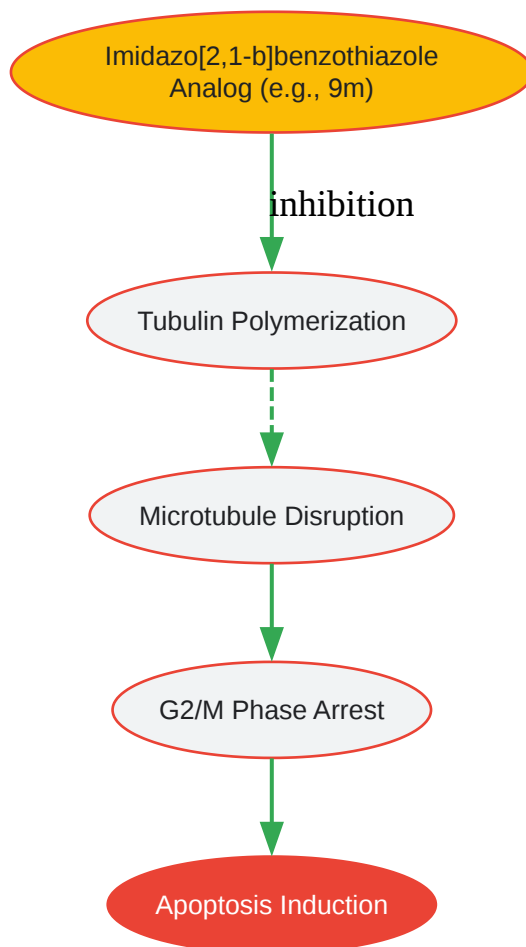 Imidazo[2,1-b]benzothiazole
Analog (e.g., 9m)
inhibition
Tubulin Polymerization
Microtubule Disruption
G2/M Phase Arrest
Apoptosis Induction